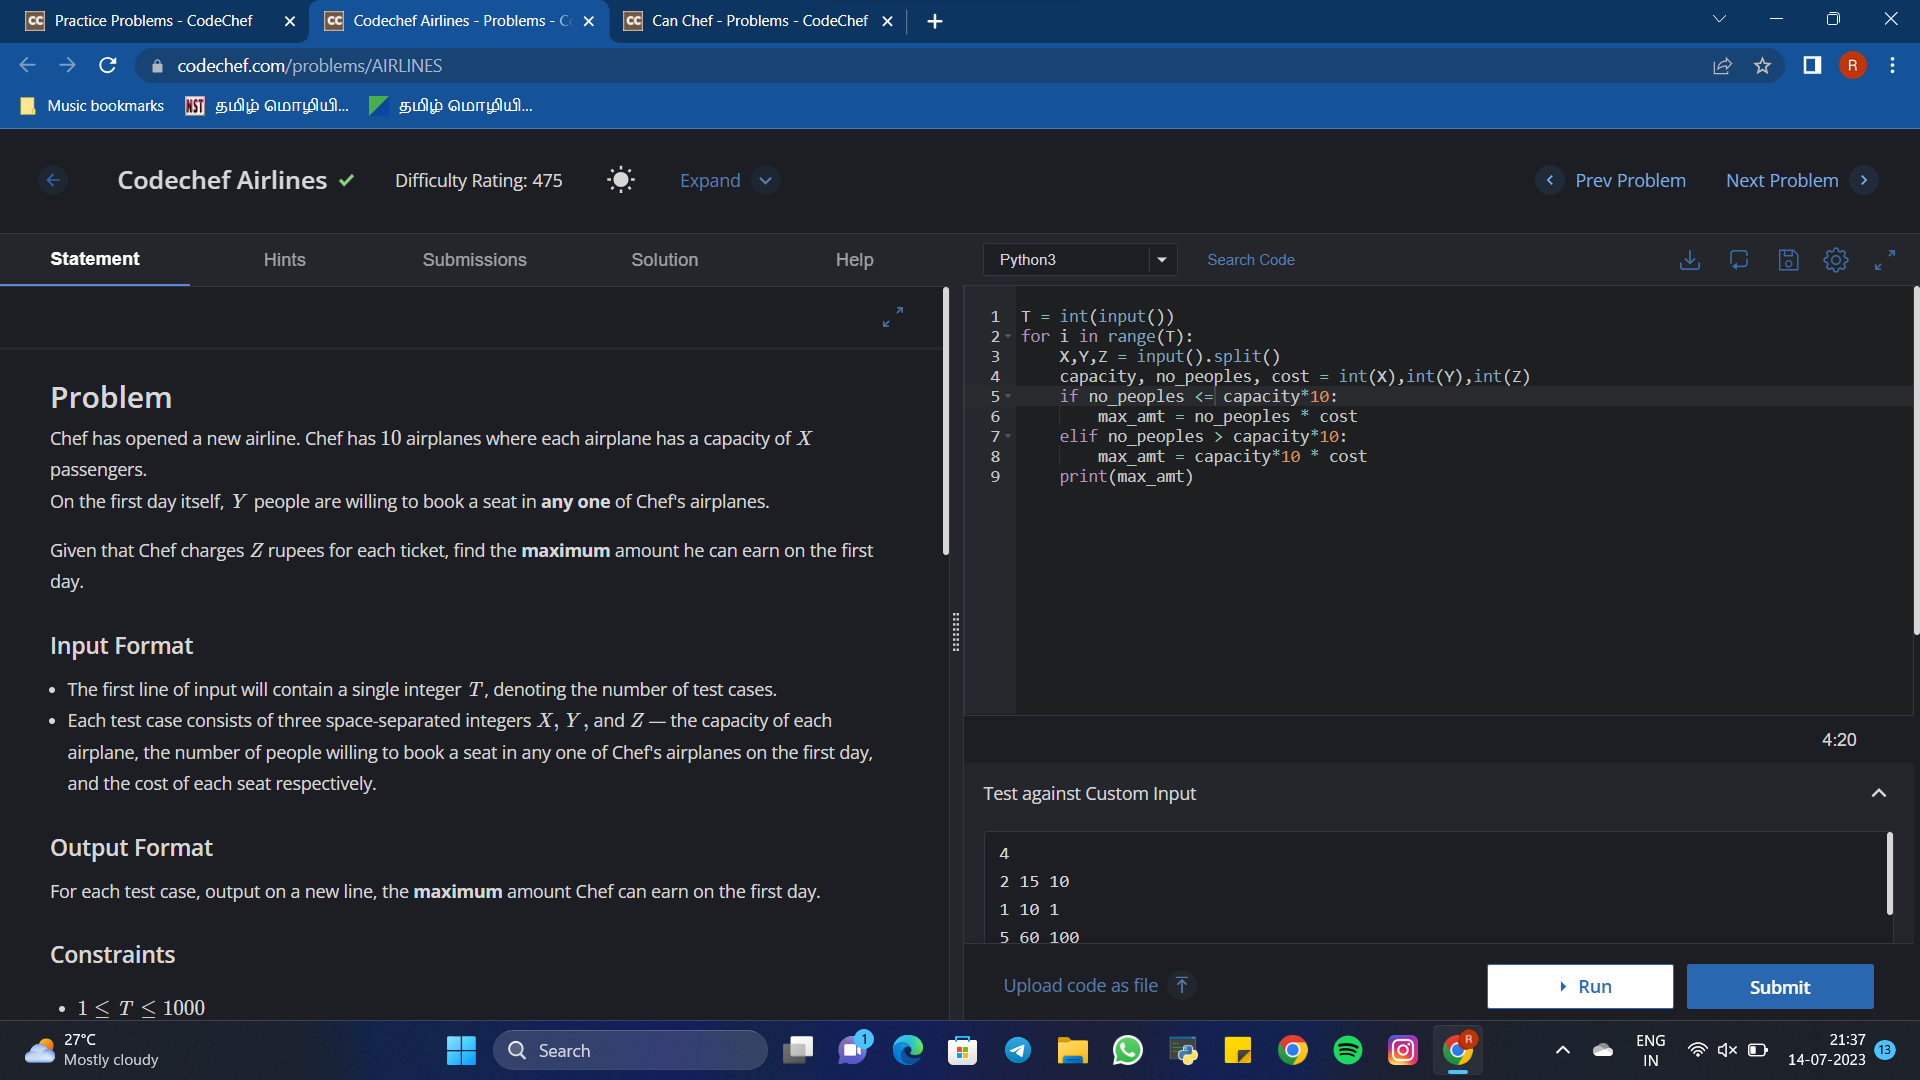 Practice Problems - CodeChef
Codechef Airlines - Problems - C
Can Chef - Problems - CodeChef
codechef.com/problems/AIRLINES
R
Music bookmarks
NST தமிழ் மொழியி...
தமிழ் மொழியி...
Codechef Airlines
Difficulty Rating: 475
Expand
Prev Problem
Next Problem
Statement
Hints
Submissions
Solution
Help
Python3
Search Code
Problem
Chef has opened a new airline. Chef has 10 airplanes where each airplane has a capacity of X
passengers.
On the first day itself, Y people are willing to book a seat in any one of Chef's airplanes.
Given that Chef charges Z rupees for each ticket, find the maximum amount he can earn on the first
day.
Input Format
• The first line of input will contain a single integer T, denoting the number of test cases.
• Each test case consists of three space-separated integers X, Y, and Z — the capacity of each
airplane, the number of people willing to book a seat in any one of Chef's airplanes on the first day,
and the cost of each seat respectively.
Output Format
For each test case, output on a new line, the maximum amount Chef can earn on the first day.
Constraints
• 1 ≤ T ≤ 1000
1 T = int(input())
2 for i in range(T):
3     X,Y,Z = input().split()
4     capacity, no_peoples, cost = int(X),int(Y),int(Z)
5     if no_peoples <= capacity*10:
6         max_amt = no_peoples * cost
7     elif no_peoples > capacity*10:
8         max_amt = capacity*10 * cost
9     print(max_amt)
4:20
Test against Custom Input
4
2 15 10
1 10 1
5 60 100
Upload code as file
Run
Submit
27°C
Mostly cloudy
Search
1
R
ENG
IN
21:37
14-07-2023
13